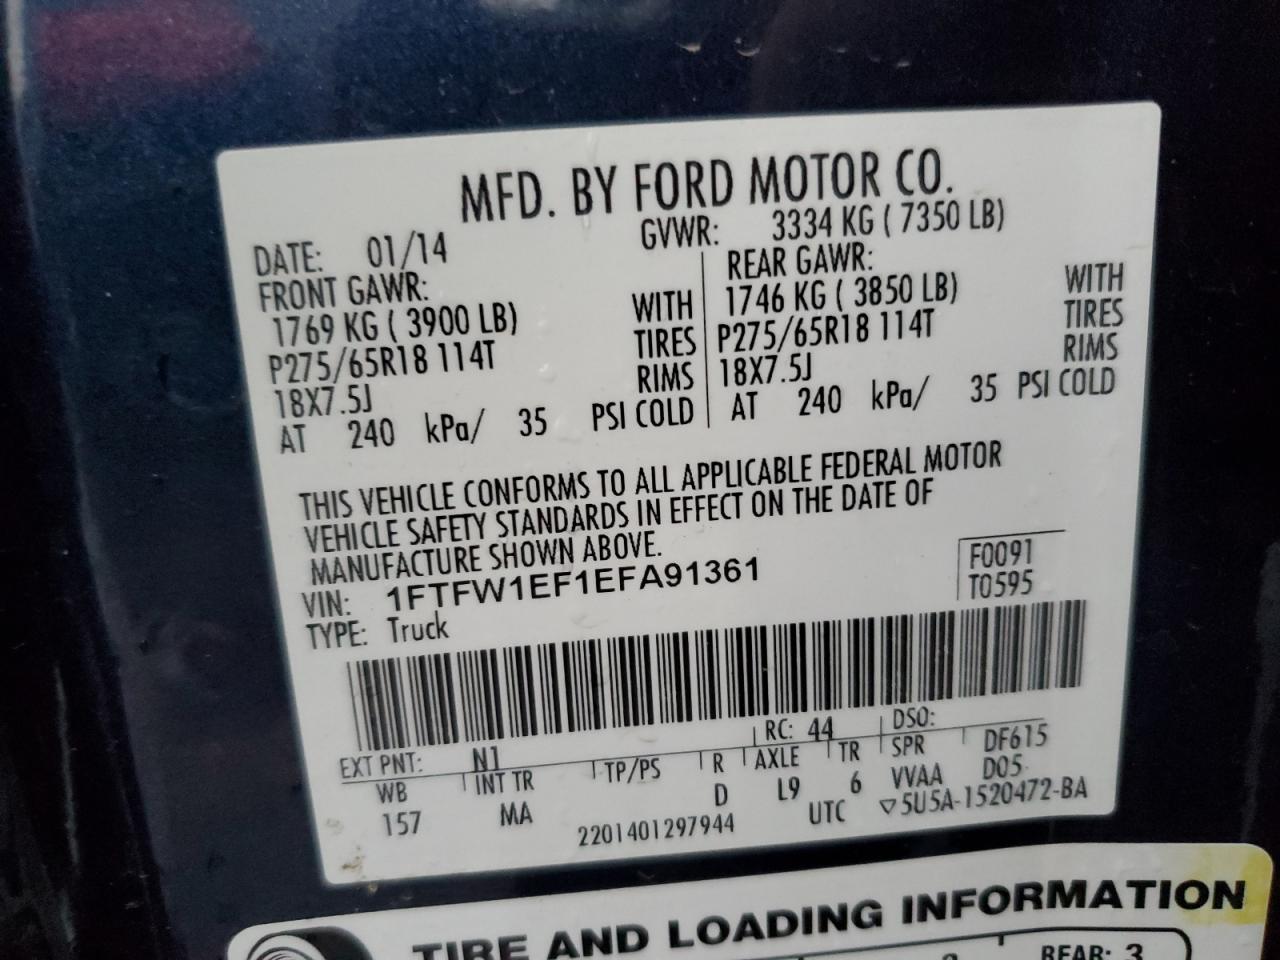 MFD. BY FORD MOTOR CO.
DATE: 01/14 GVWR: 3334 KG ( 7350 LB)
FRONT GAWR: REAR GAWR:
1769 KG ( 3900 LB) WITH 1746 KG ( 3850 LB) WITH
P275/65R18 114T TIRES P275/65R18 114T TIRES
18X7.5J RIMS 18X7.5J RIMS
AT 240 kPa/ 35 PSI COLD AT 240 kPa/ 35 PSI COLD
THIS VEHICLE CONFORMS TO ALL APPLICABLE FEDERAL MOTOR
VEHICLE SAFETY STANDARDS IN EFFECT ON THE DATE OF
MANUFACTURE SHOWN ABOVE.
VIN: 1FTFW1EF1EFA91361 F0091
TYPE: Truck T0595
EXT PNT: N1 RC: 44 DSO:
WB INT TR TP/PS R AXLE TR SPR DF615
157 MA D L9 6 VVAA D05
2201401297944 UTC ▽5U5A-1520472-BA
TIRE AND LOADING INFORMATION
REAR: 3